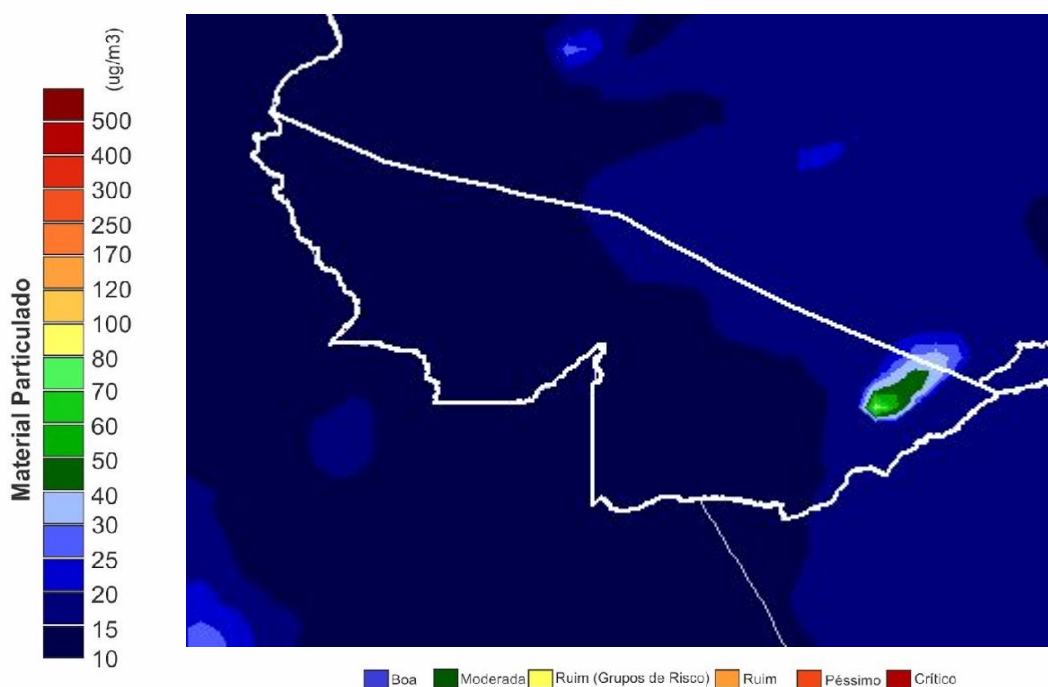 (ug/m3)
500
400
300
250
170
120
100
80
70
60
50
40
30
25
20
15
10
Material Particulado
Boa
Moderada
Ruim (Grupos de Risco)
Ruim
Péssimo
Crítico